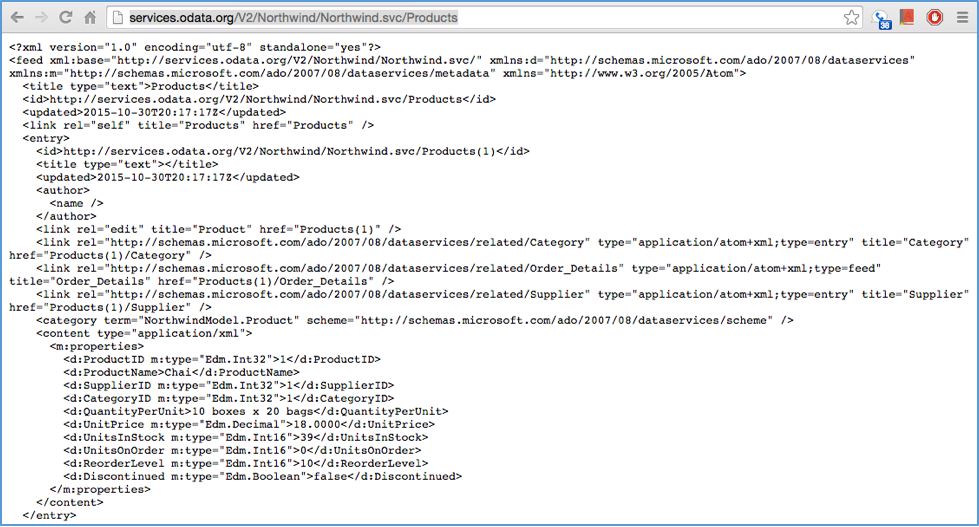 services.odata.org/V2/Northwind/Northwind.svc/Products
38
<?xml version="1.0" encoding="utf-8" standalone="yes"?>
<feed xml:base="http://services.odata.org/V2/Northwind/Northwind.svc/" xmlns:d="http://schemas.microsoft.com/ado/2007/08/dataservices"
xmlns:m="http://schemas.microsoft.com/ado/2007/08/dataservices/metadata" xmlns="http://www.w3.org/2005/Atom">
<title type="text">Products</title>
<id>http://services.odata.org/V2/Northwind/Northwind.svc/Products</id>
<updated>2015-10-30T20:17:17Z</updated>
<link rel="self" title="Products" href="Products" />
<entry>
<id>http://services.odata.org/V2/Northwind/Northwind.svc/Products(1)</id>
<title type="text"></title>
<updated>2015-10-30T20:17:17Z</updated>
<author>
<name />
</author>
<link rel="edit" title="Product" href="Products(1)" />
<link rel="http://schemas.microsoft.com/ado/2007/08/dataservices/related/Category" type="application/atom+xml;type=entry" title="Category"
href="Products(1)/Category" />
<link rel="http://schemas.microsoft.com/ado/2007/08/dataservices/related/Order_Details" type="application/atom+xml;type=feed"
title="Order_Details" href="Products(1)/Order_Details" />
<link rel="http://schemas.microsoft.com/ado/2007/08/dataservices/related/Supplier" type="application/atom+xml;type=entry" title="Supplier"
href="Products(1)/Supplier" />
<category term="NorthwindModel.Product" scheme="http://schemas.microsoft.com/ado/2007/08/dataservices/scheme" />
<content type="application/xml">
<m:properties>
<d:ProductID m:type="Edm.Int32">1</d:ProductID>
<d:ProductName>Chai</d:ProductName>
<d:SupplierID m:type="Edm.Int32">1</d:SupplierID>
<d:CategoryID m:type="Edm.Int32">1</d:CategoryID>
<d:QuantityPerUnit>10 boxes x 20 bags</d:QuantityPerUnit>
<d:UnitPrice m:type="Edm.Decimal">18.0000</d:UnitPrice>
<d:UnitsInStock m:type="Edm.Int16">39</d:UnitsInStock>
<d:UnitsOnOrder m:type="Edm.Int16">0</d:UnitsOnOrder>
<d:ReorderLevel m:type="Edm.Int16">10</d:ReorderLevel>
<d:Discontinued m:type="Edm.Boolean">false</d:Discontinued>
</m:properties>
</content>
</entry>